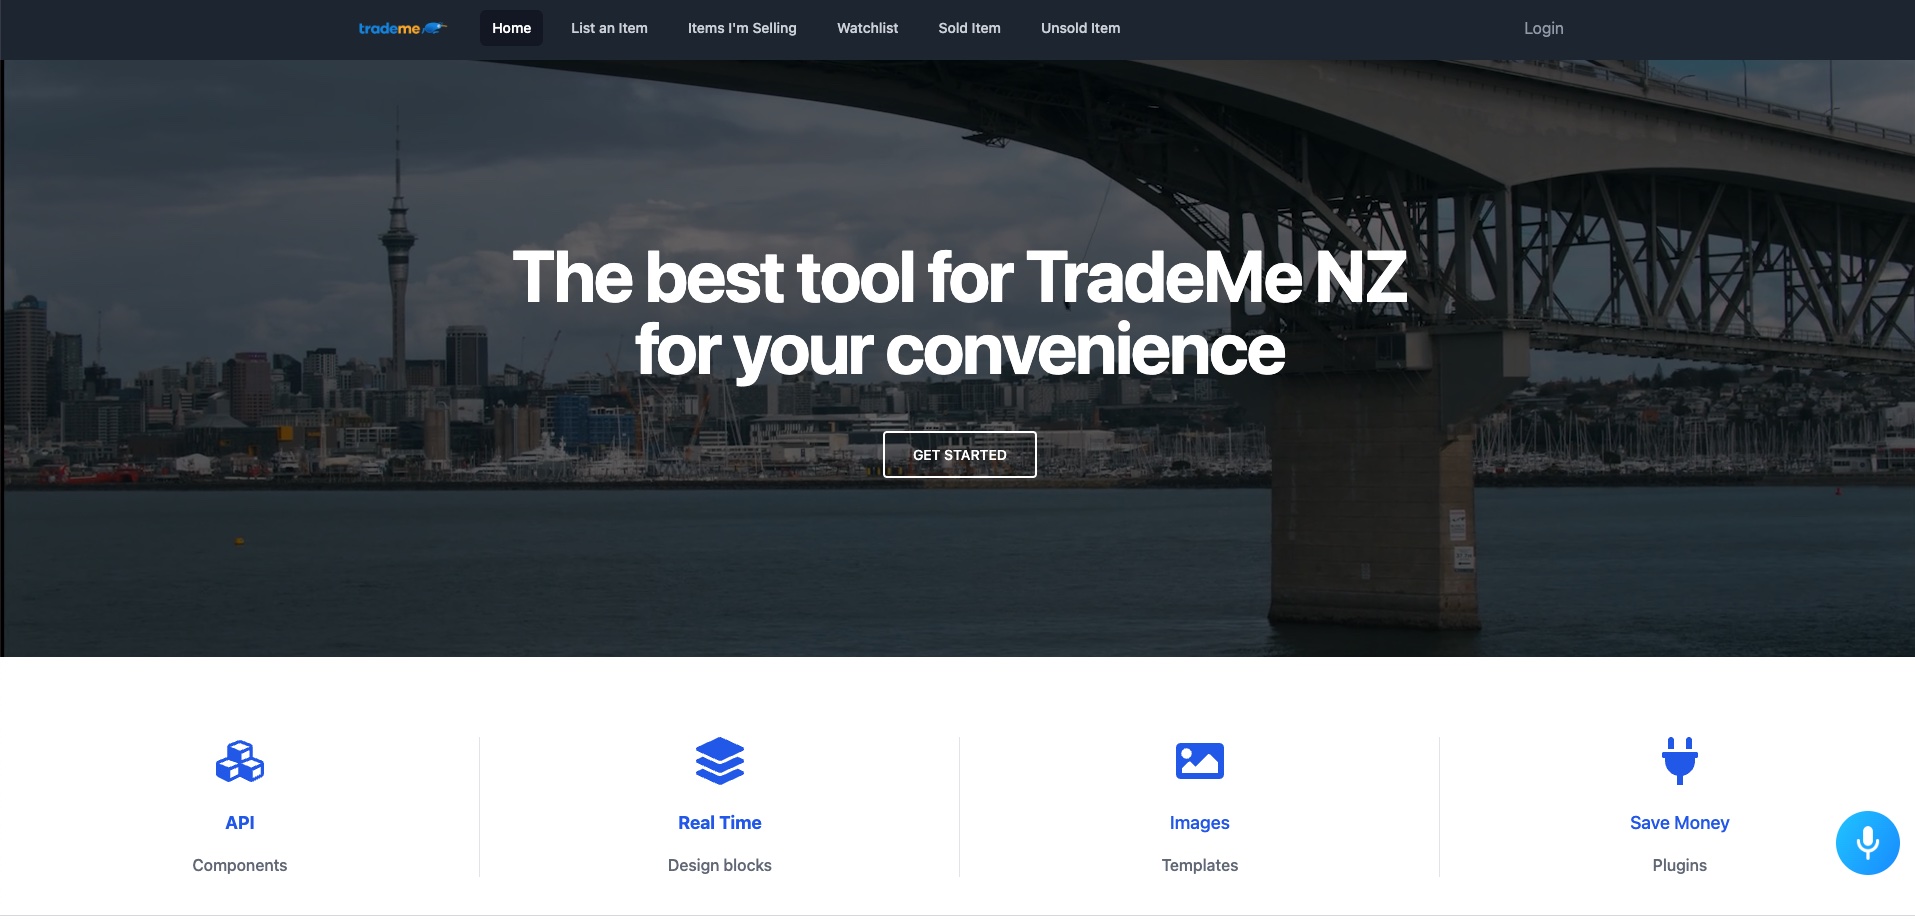 trademe
Home
List an Item
Items I'm Selling
Watchlist
Sold Item
Unsold Item
Login
The best tool for TradeMe NZ
for your convenience
GET STARTED
API
Components
Real Time
Design blocks
Images
Templates
Save Money
Plugins